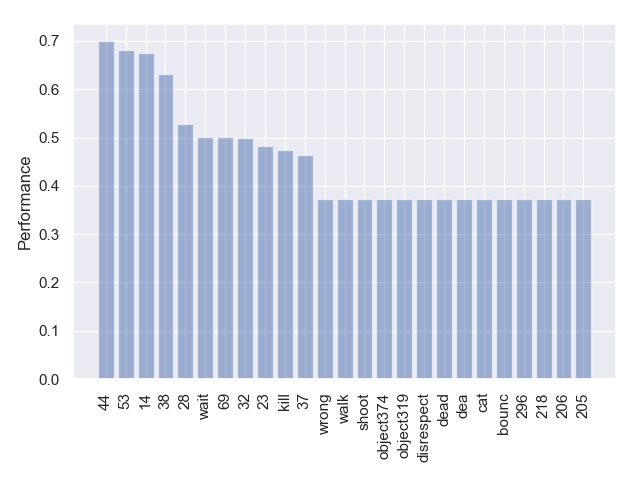 0.7
0.6
0.5
0.4
0.3
0.2
0.1
0.0
Performance
44
53
14
38
28
wait
69
32
23
kill
37
wrong
walk
shoot
object374
object319
disrespect
dead
dea
cat
bounc
296
218
206
205